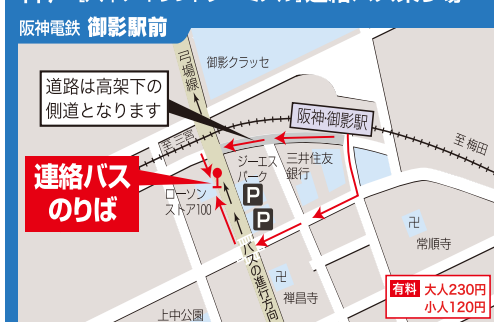 阪神電鉄 御影駅前
弓場線
御影クラッセ
道路は高架下の
側道となります
阪神・御影駅
至三宮
至梅田
連絡バス
のりば
ジーエス
パーク
三井住友
銀行
ローソン
ストア100
P
P
卍
常順寺
バスの進行方向
卍
禅昌寺
上中公園
有料 大人230円
小人120円